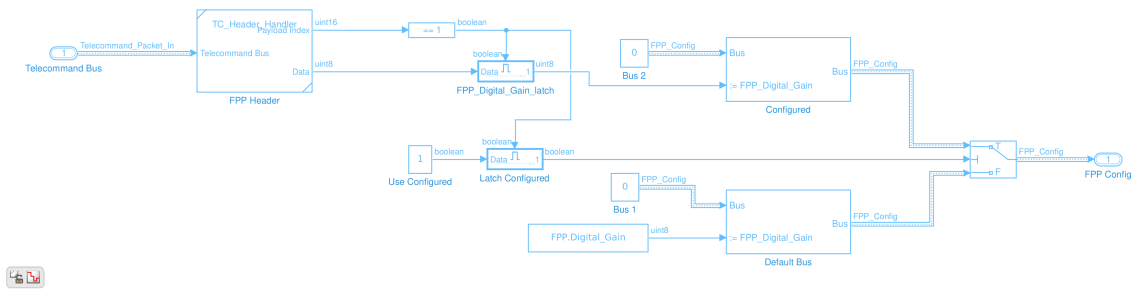 TC_Header_Handler
Payload Index
uint16
boolean
== 1
Telecommand_Packet_In
1
Telecommand Bus
Telecommand Bus
Data
uint8
FPP Header
boolean
Data
1
uint8
FPP_Digital_Gain_latch
FPP_Config
0
Bus 2
Bus
:= FPP_Digital_Gain
Bus
FPP_Config
Configured
boolean
1
boolean
Use Configured
Data
1
boolean
Latch Configured
T
F
FPP_Config
1
FPP Config
FPP_Config
0
Bus 1
Bus
:= FPP_Digital_Gain
Bus
FPP_Config
FPP.Digital_Gain
uint8
Default Bus